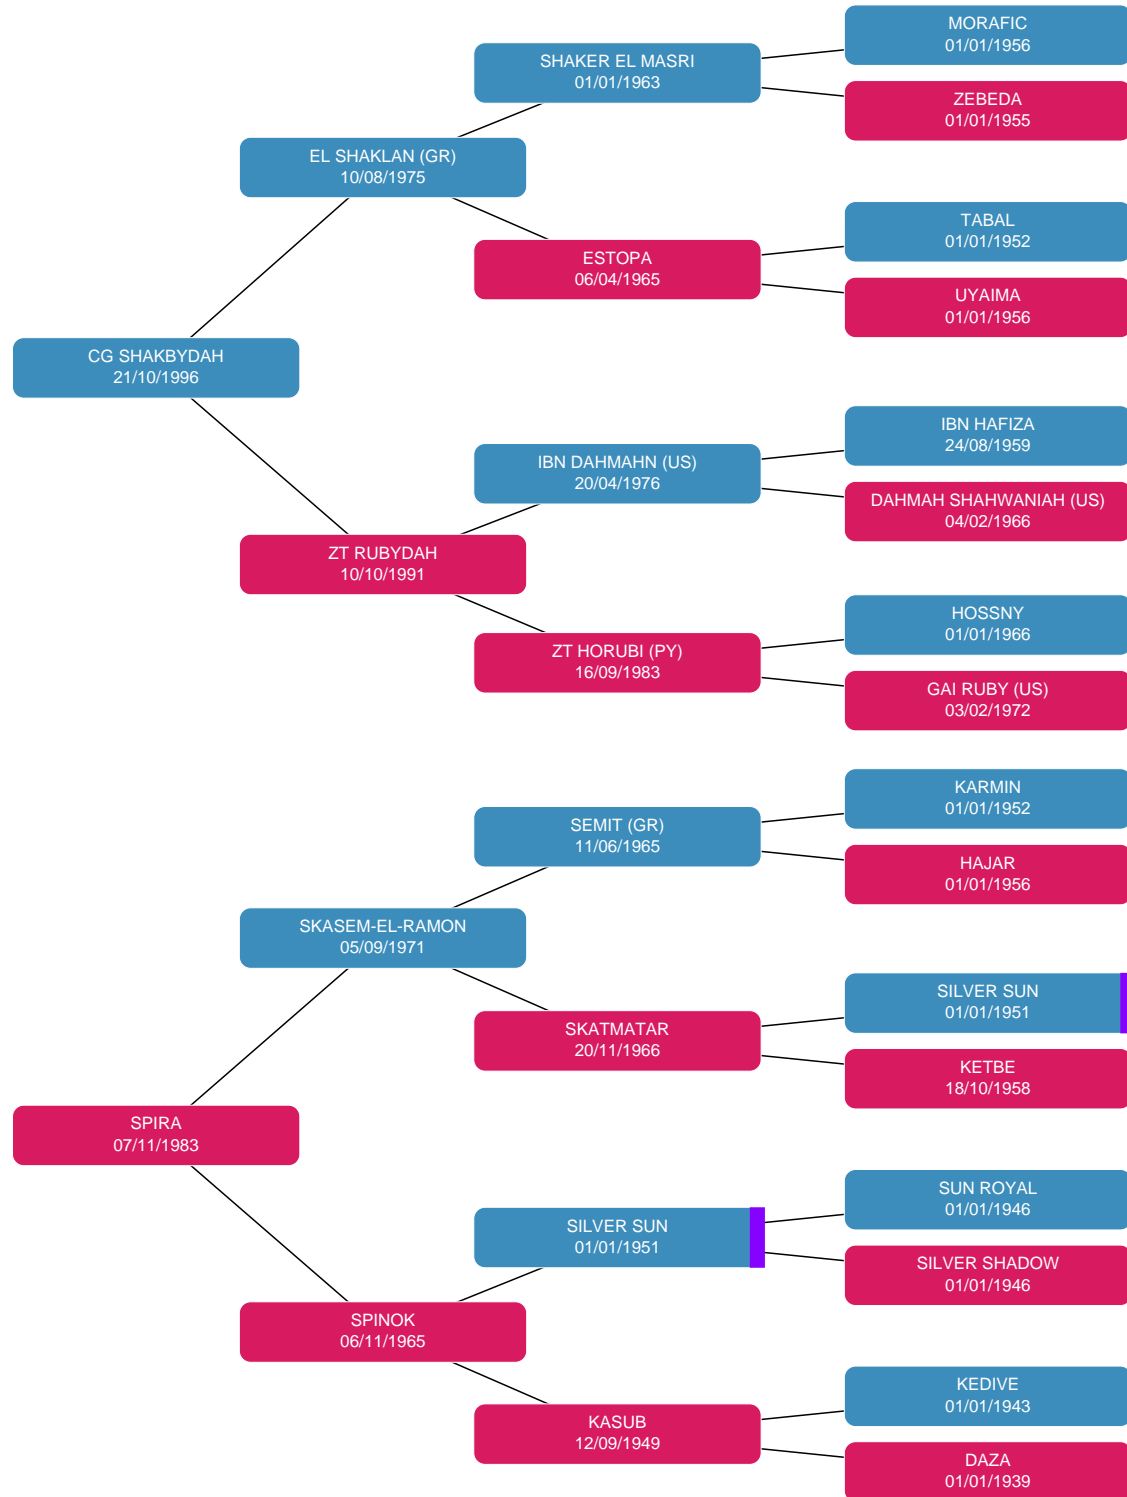 MORAFIC
01/01/1956
SHAKER EL MASRI
01/01/1963
ZEBEDA
01/01/1955
EL SHAKLAN (GR)
10/08/1975
TABAL
01/01/1952
ESTOPA
06/04/1965
UYAIMA
01/01/1956
CG SHAKBYDAH
21/10/1996
IBN HAFIZA
24/08/1959
IBN DAHMAHN (US)
20/04/1976
DAHMAH SHAHWANIAH (US)
04/02/1966
ZT RUBYDAH
10/10/1991
HOSSNY
01/01/1966
ZT HORUBI (PY)
16/09/1983
GAI RUBY (US)
03/02/1972
KARMIN
01/01/1952
SEMIT (GR)
11/06/1965
HAJAR
01/01/1956
SKASEM-EL-RAMON
05/09/1971
SILVER SUN
01/01/1951
SKATMATAR
20/11/1966
KETBE
18/10/1958
SPIRA
07/11/1983
SUN ROYAL
01/01/1946
SILVER SUN
01/01/1951
SILVER SHADOW
01/01/1946
SPINOK
06/11/1965
KEDIVE
01/01/1943
KASUB
12/09/1949
DAZA
01/01/1939